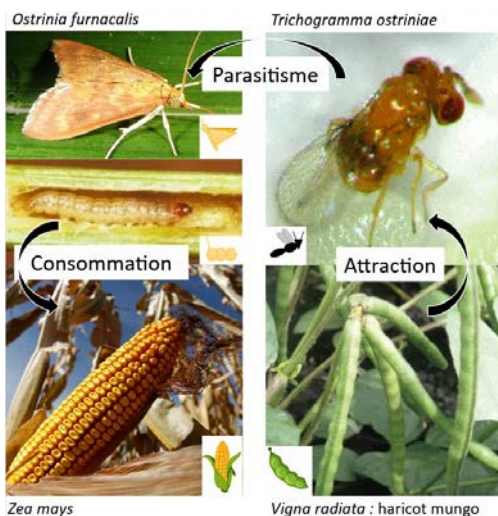 Ostrinia furnacalis
Trichogramma ostriniae
Parasitisme
Consommation
Attraction
Zea mays
Vigna radiata : haricot mungo